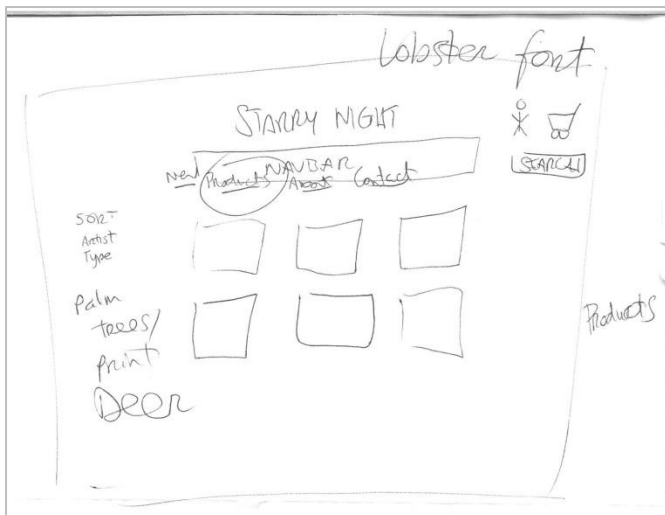 Lobster font
STARRY NIGHT
NAVBAR
New Products About Contact
SEARCH
SORT
Artist
Type
Palm
trees/
print
Deer
Products